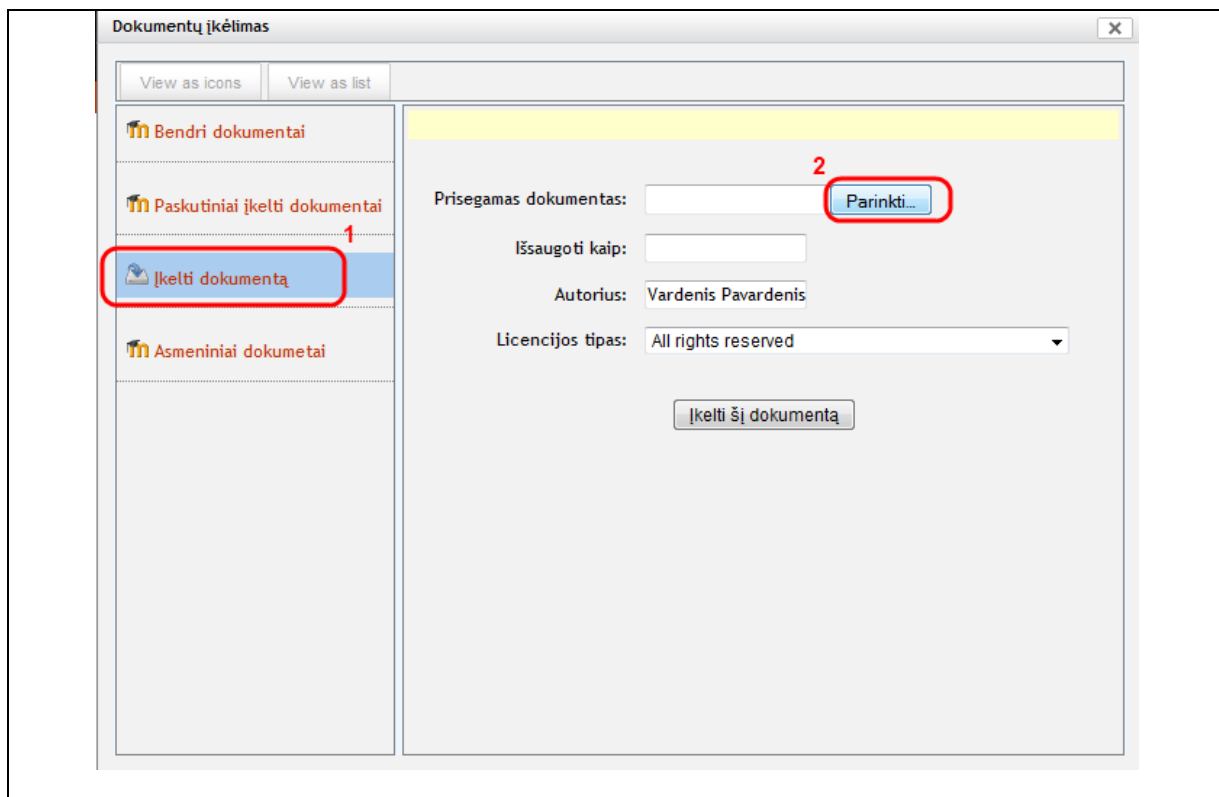 Dokumentų įkėlimas
View as icons View as list
Bendri dokumentai
Paskutiniai įkelti dokumentai
1
Įkelti dokumentą
Asmeniniai dokumetai
2
Prisegamas dokumentas: Parinkti...
Išsaugoti kaip:
Autorius: Vardenis Pavardenis
Licencijos tipas: All rights reserved
Įkelti šį dokumentą